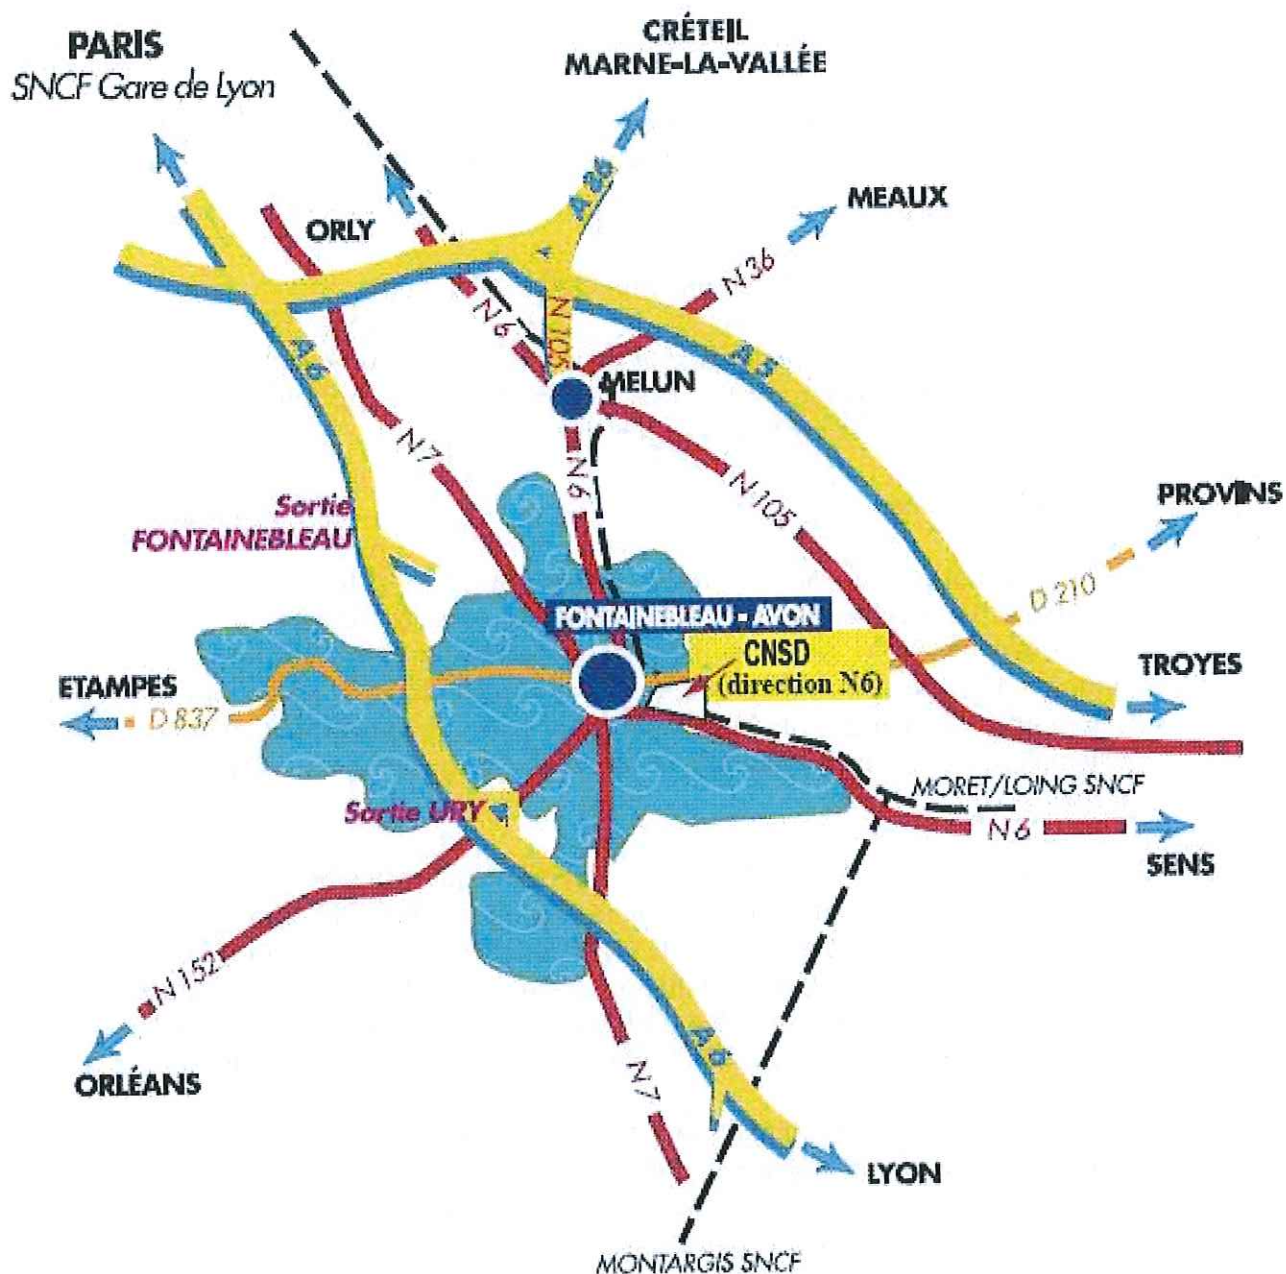 PARIS
SNCF Gare de Lyon
CRÉTEIL
MARNE-LA-VALLÉE
A 86
MEAUX
ORLY
N 36
N 6
N 105
A 6
A 5
MELUN
N 7
N 6
N 105
PROVINS
Sortie
FONTAINEBLEAU
D 210
FONTAINEBLEAU - AVON
CNSD
(direction N6)
TROYES
ETAMPES
D 837
MORET/LOING SNCF
Sortie URY
N 6
SENS
N 152
ORLÉANS
A 6
N 7
LYON
MONTARGIS SNCF